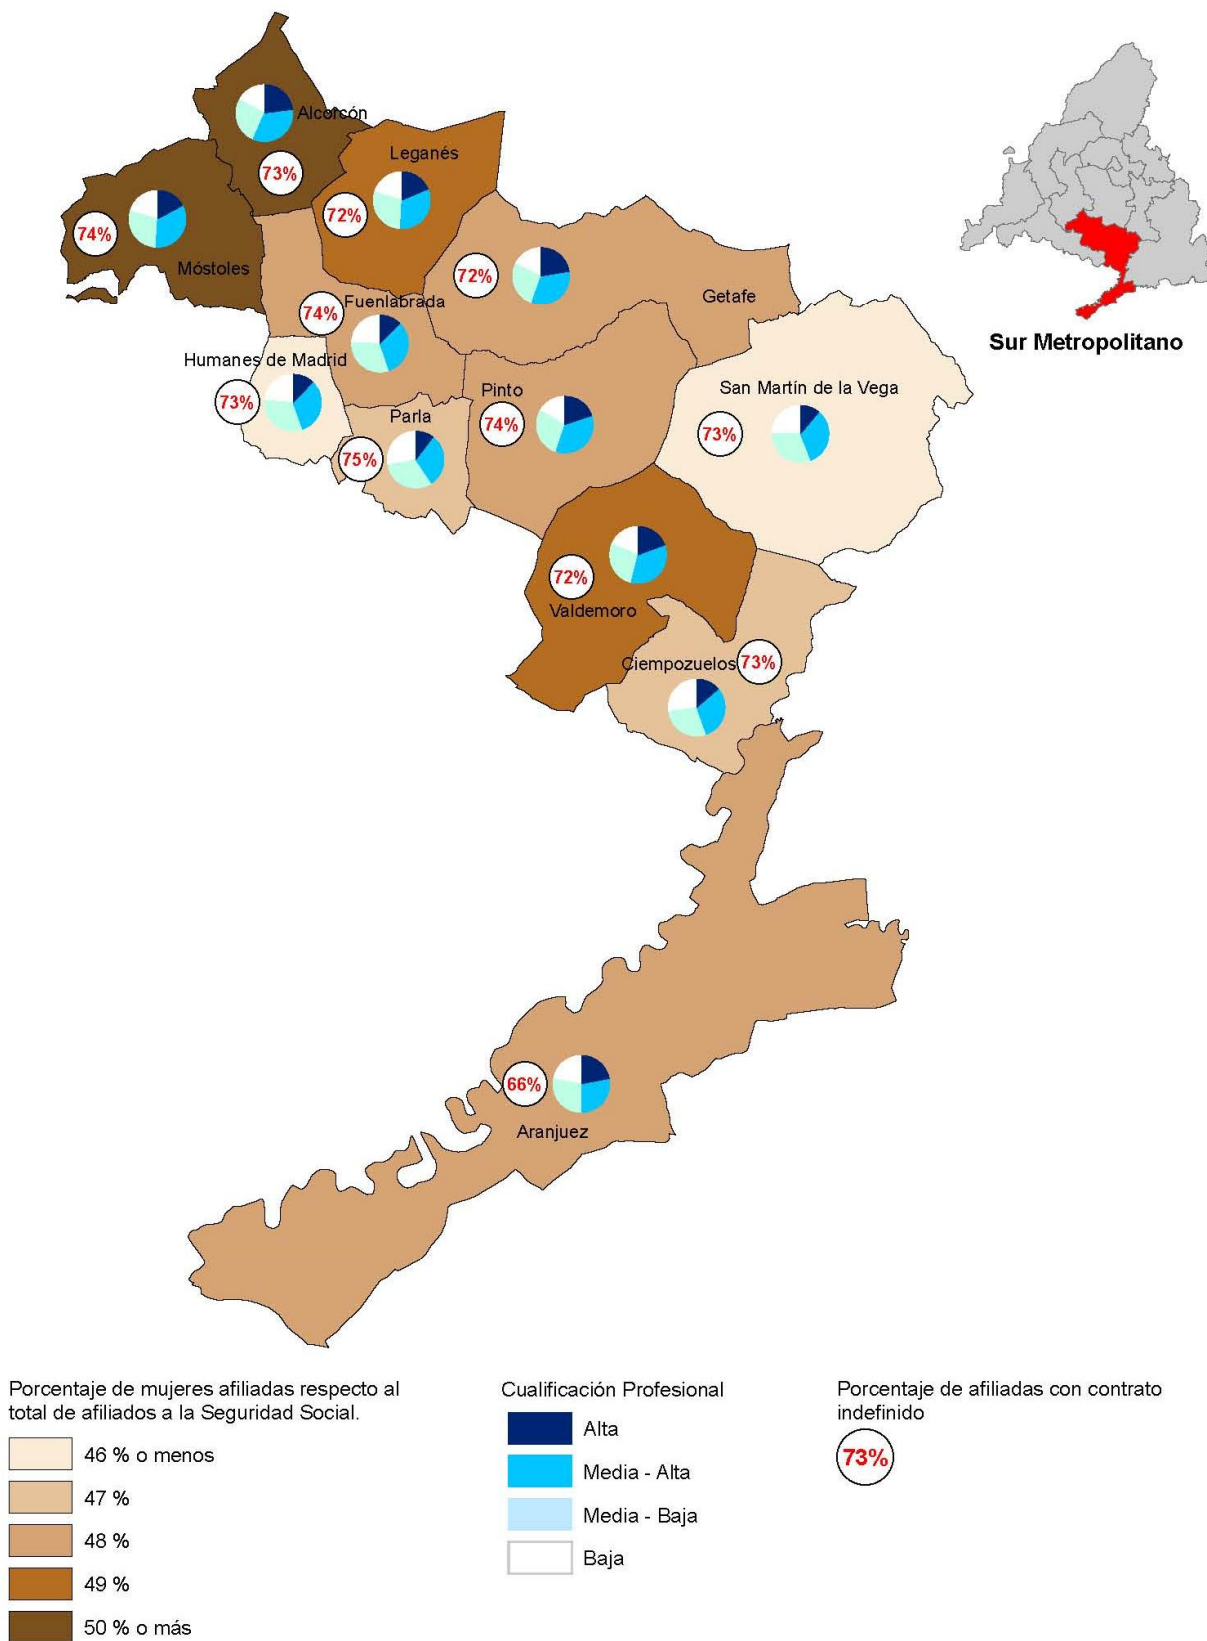 Alcorcón
73%
Leganés
72%
74%
Móstoles
72%
Getafe
Fuenlabrada
74%
Sur Metropolitano
Humanes de Madrid
73%
Parla
75%
Pinto
74%
San Martín de la Vega
73%
72%
Valdemoro
Ciempozuelos
73%
66%
Aranjuez
Porcentaje de mujeres afiliadas respecto al
total de afiliados a la Seguridad Social.
46 % o menos
47 %
48 %
49 %
50 % o más
Cualificación Profesional
Alta
Media - Alta
Media - Baja
Baja
Porcentaje de afiliadas con contrato
indefinido
73%